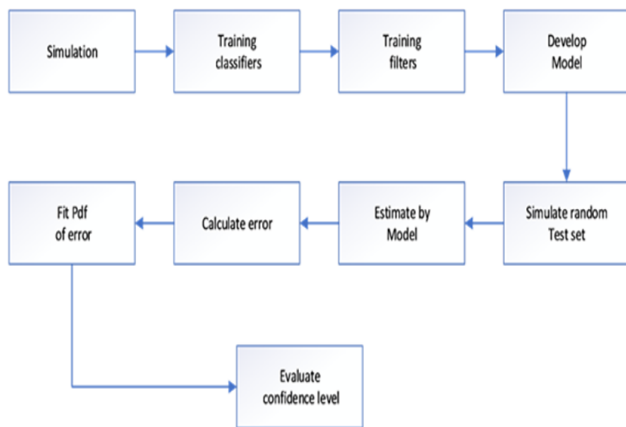 Simulation
Training
classifiers
Training
filters
Develop
Model
Fit Pdf
of error
Calculate error
Estimate by
Model
Simulate random
Test set
Evaluate
confidence level